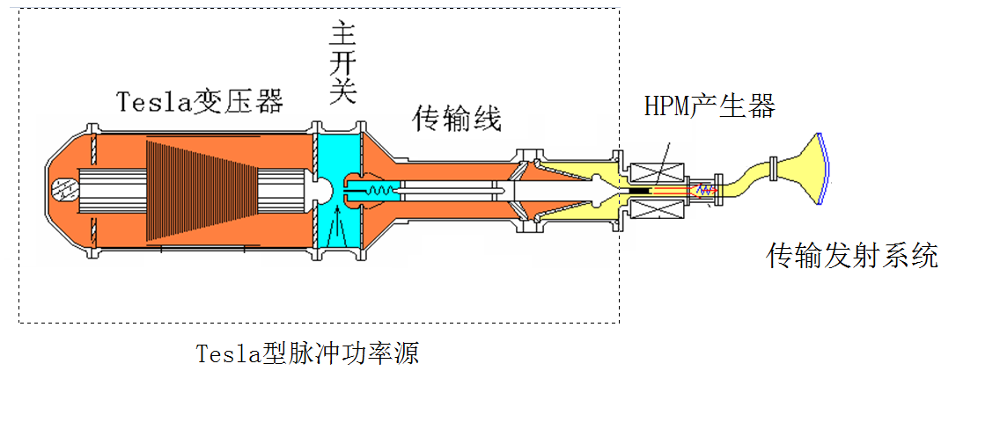 主开关
Tesla变压器
传输线
HPM产生器
传输发射系统
Tesla型脉冲功率源